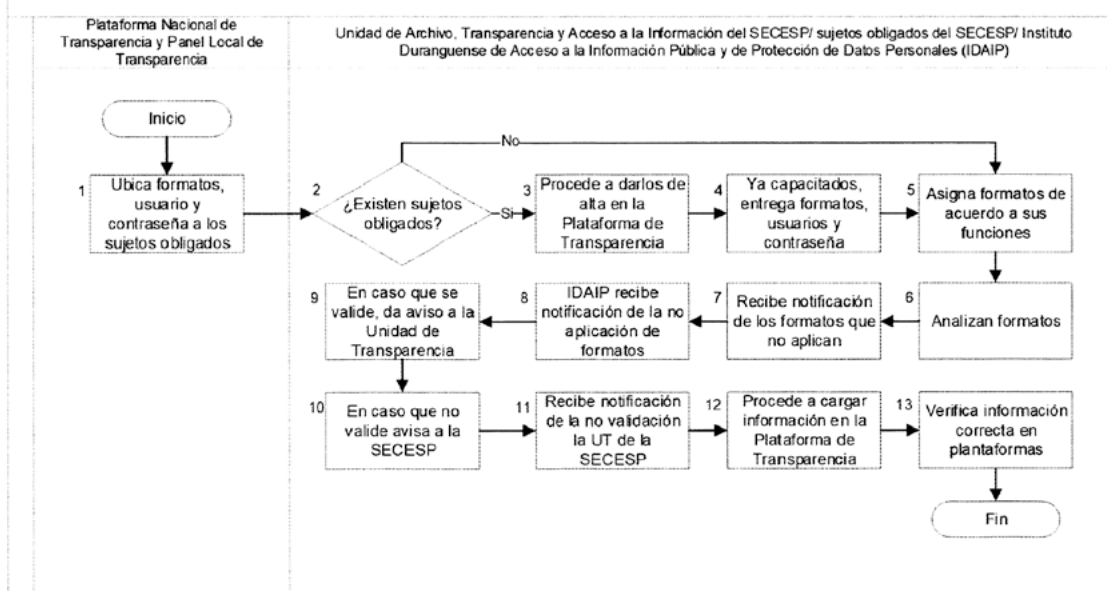 Plataforma Nacional de
Transparencia y Panel Local de
Transparencia
Unidad de Archivo, Transparencia y Acceso a la Información del SECESP/ sujetos obligados del SECESP/ Instituto
Duranguense de Acceso a la Información Pública y de Protección de Datos Personales (IDAIP)
Inicio
No
1
Ubica formatos,
usuario y
contraseña a los
sujetos obligados
2
¿Existen sujetos
obligados?
Si
3
Procede a darlos de
alta en la
Plataforma de
Transparencia
4
Ya capacitados,
entrega formatos,
usuarios y
contraseña
5
Asigna formatos de
acuerdo a sus
funciones
6
Analizan formatos
7
Recibe notificación
de los formatos que
no aplican
8
IDAIP recibe
notificación de la no
aplicación de
formatos
9
En caso que se
valide, da aviso a la
Unidad de
Transparencia
10
En caso que no
valide avisa a la
SECESP
11
Recibe notificación
de la no validación
la UT de la
SECESP
12
Procede a cargar
información en la
Plataforma de
Transparencia
13
Verifica información
correcta en
plantaformas
Fin